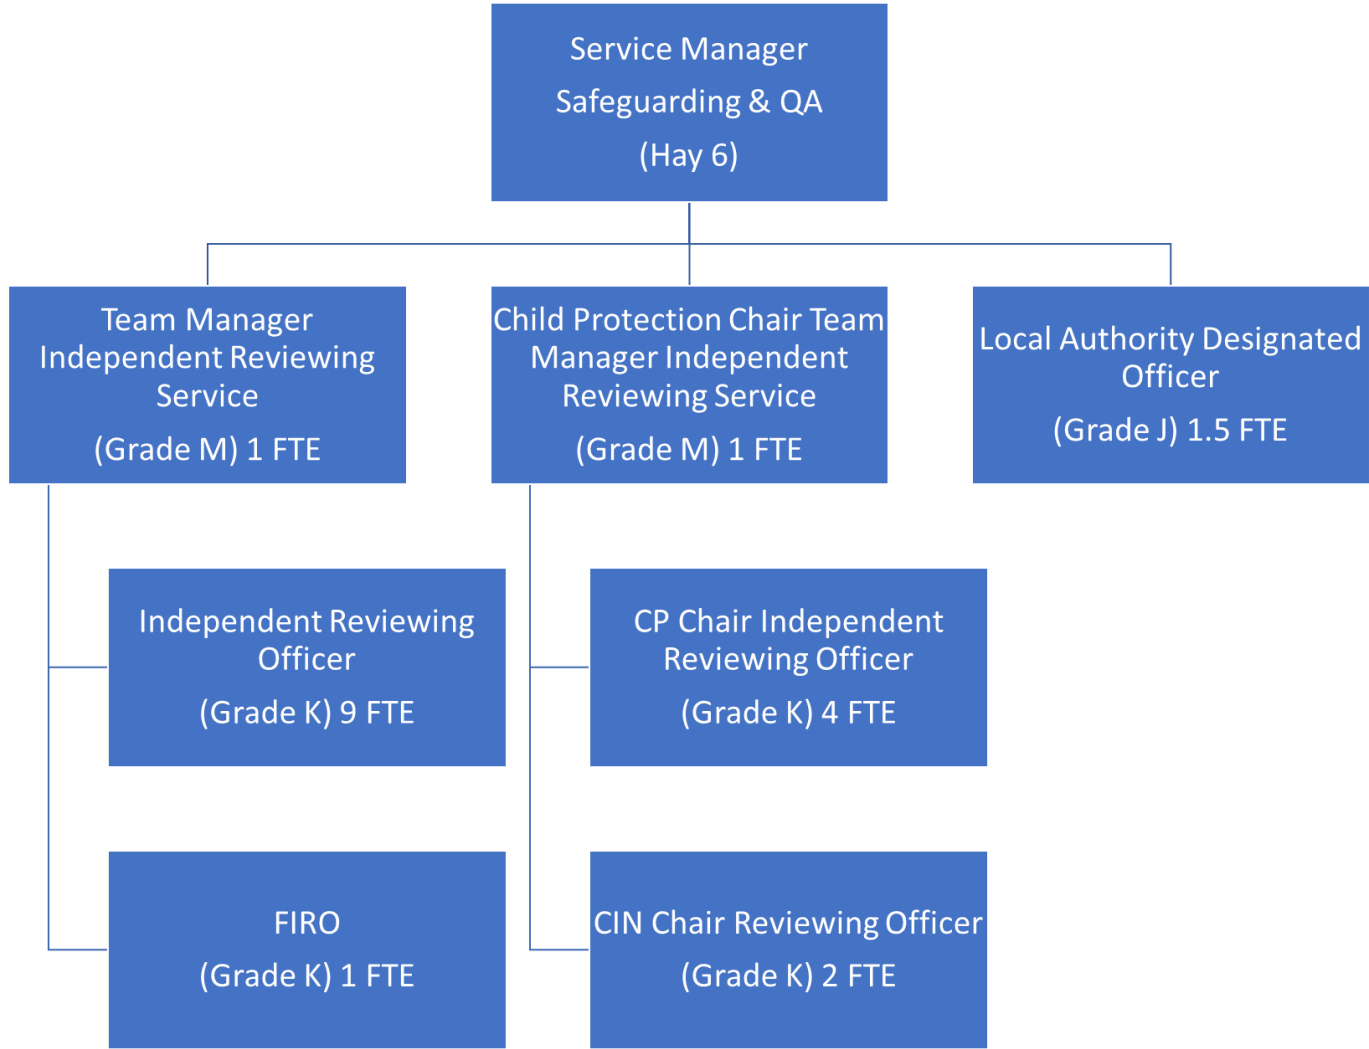 Service Manager
Safeguarding & QA
(Hay 6)
Team Manager
Independent Reviewing
Service
(Grade M) 1 FTE
Child Protection Chair Team
Manager Independent
Reviewing Service
(Grade M) 1 FTE
Local Authority Designated
Officer
(Grade J) 1.5 FTE
Independent Reviewing
Officer
(Grade K) 9 FTE
CP Chair Independent
Reviewing Officer
(Grade K) 4 FTE
FIRO
(Grade K) 1 FTE
CIN Chair Reviewing Officer
(Grade K) 2 FTE